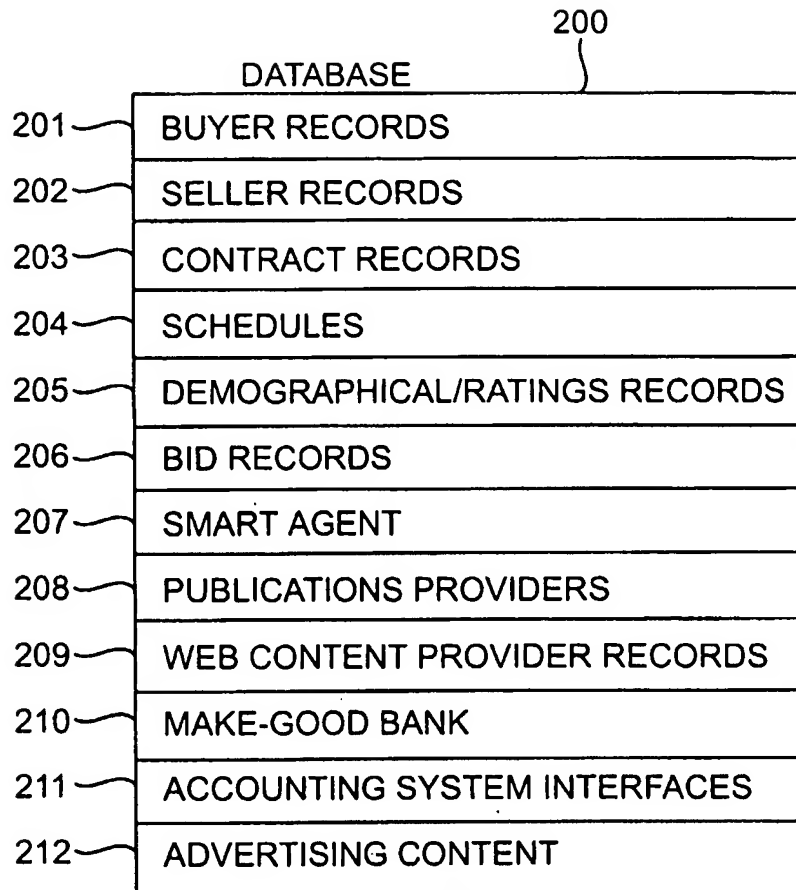 200
DATABASE
201 BUYER RECORDS
202 SELLER RECORDS
203 CONTRACT RECORDS
204 SCHEDULES
205 DEMOGRAPHICAL/RATINGS RECORDS
206 BID RECORDS
207 SMART AGENT
208 PUBLICATIONS PROVIDERS
209 WEB CONTENT PROVIDER RECORDS
210 MAKE-GOOD BANK
211 ACCOUNTING SYSTEM INTERFACES
212 ADVERTISING CONTENT